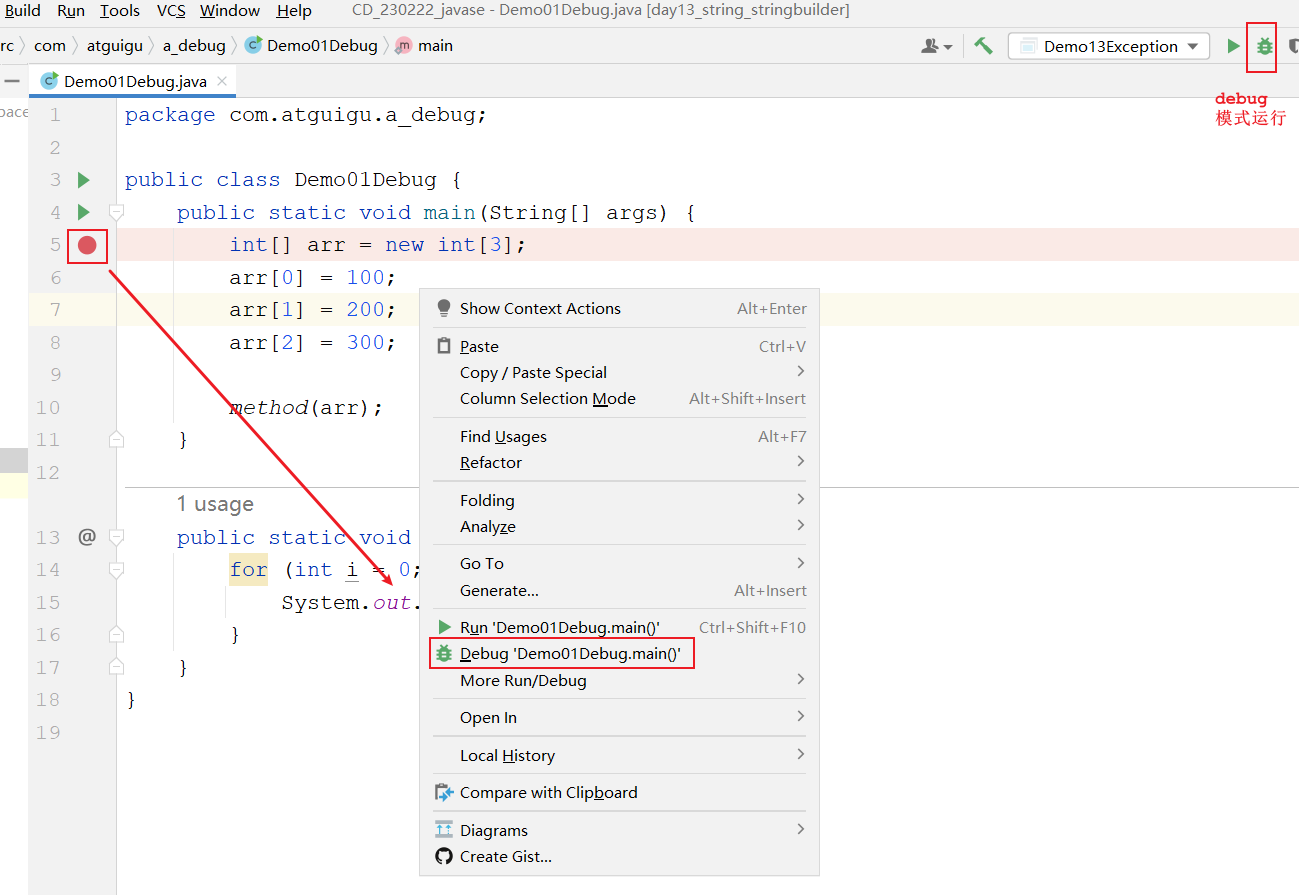 Build Run Tools VCS Window Help CD_230222_javase - Demo01Debug.java [day13_string_stringbuilder]
rc com atguigu a_debug Demo01Debug main Demo13Exception
Demo01Debug.java
debug
模式运行
1 package com.atguigu.a_debug;
2
3 public class Demo01Debug {
4 public static void main(String[] args) {
5 int[] arr = new int[3];
6 arr[0] = 100;
7 arr[1] = 200;
8 arr[2] = 300;
9
10 method(arr);
11 }
12
1 usage
13 @ public static void
14 for (int i = 0;
15 System.out.
16 }
17 }
18 }
19
Show Context Actions Alt+Enter
Paste Ctrl+V
Copy / Paste Special
Column Selection Mode Alt+Shift+Insert
Find Usages Alt+F7
Refactor
Folding
Analyze
Go To
Generate... Alt+Insert
Run 'Demo01Debug.main()' Ctrl+Shift+F10
Debug 'Demo01Debug.main()'
More Run/Debug
Open In
Local History
Compare with Clipboard
Diagrams
Create Gist...